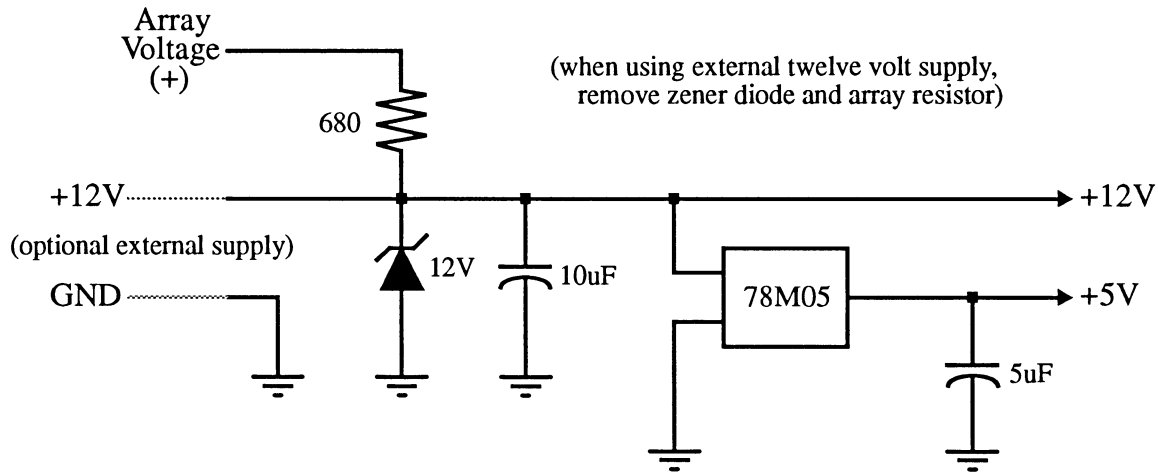 Array
Voltage
(+)
(when using external twelve volt supply,
remove zener diode and array resistor)
680
+12V
+12V
(optional external supply)
12V
10uF
GND
78M05
+5V
5uF